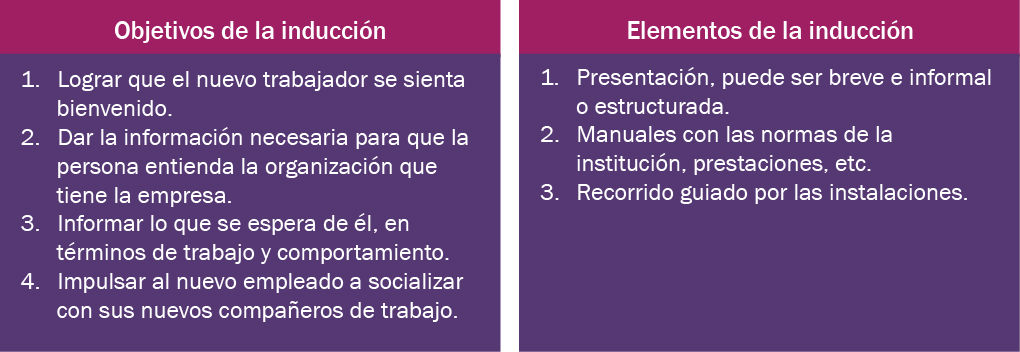 Objetivos de la inducción
1. Lograr que el nuevo trabajador se sienta
bienvenido.
2. Dar la información necesaria para que la
persona entienda la organización que
tiene la empresa.
3. Informar lo que se espera de él, en
términos de trabajo y comportamiento.
4. Impulsar al nuevo empleado a socializar
con sus nuevos compañeros de trabajo.
Elementos de la inducción
1. Presentación, puede ser breve e informal
o estructurada.
2. Manuales con las normas de la
institución, prestaciones, etc.
3. Recorrido guiado por las instalaciones.